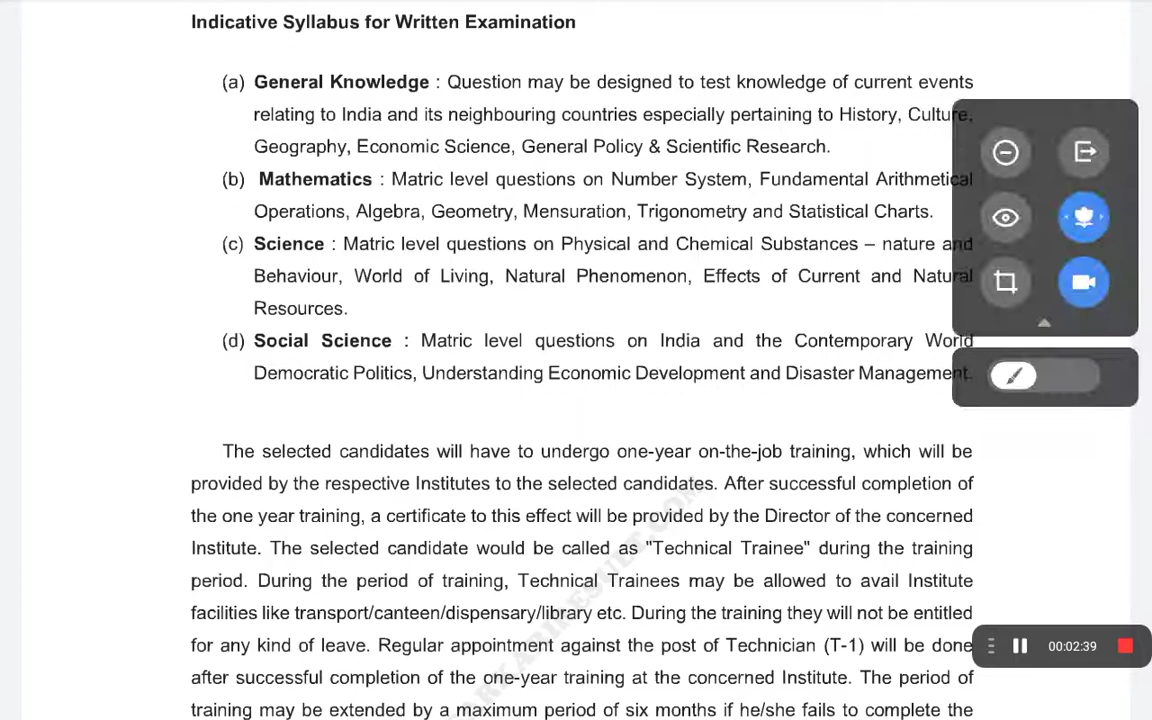 Indicative Syllabus for Written Examination
(a) General Knowledge : Question may be designed to test knowledge of current events
relating to India and its neighbouring countries especially pertaining to History, Culture,
Geography, Economic Science, General Policy & Scientific Research.
(b) Mathematics : Matric level questions on Number System, Fundamental Arithmetical
Operations, Algebra, Geometry, Mensuration, Trigonometry and Statistical Charts.
(c) Science : Matric level questions on Physical and Chemical Substances – nature and
Behaviour, World of Living, Natural Phenomenon, Effects of Current and Natural
Resources.
(d) Social Science : Matric level questions on India and the Contemporary World
Democratic Politics, Understanding Economic Development and Disaster Management.
The selected candidates will have to undergo one-year on-the-job training, which will be
provided by the respective Institutes to the selected candidates. After successful completion of
the one year training, a certificate to this effect will be provided by the Director of the concerned
Institute. The selected candidate would be called as "Technical Trainee" during the training
period. During the period of training, Technical Trainees may be allowed to avail Institute
facilities like transport/canteen/dispensary/library etc. During the training they will not be entitled
for any kind of leave. Regular appointment against the post of Technician (T-1) will be done
after successful completion of the one-year training at the concerned Institute. The period of
training may be extended by a maximum period of six months if he/she fails to complete the
00:02:39